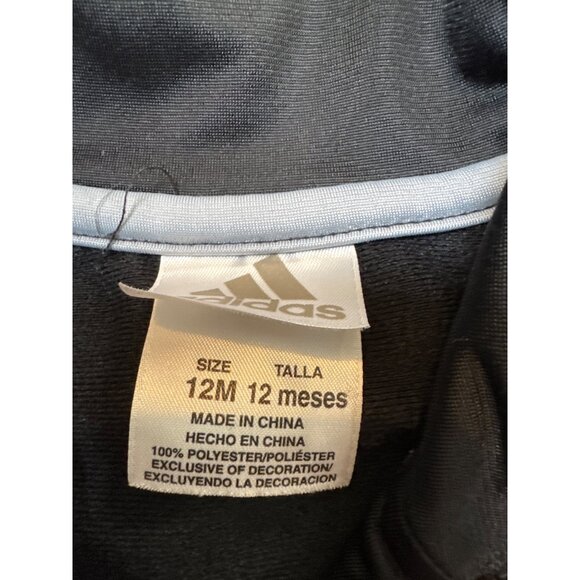 adidas
SIZE TALLA
12M 12 meses
MADE IN CHINA
HECHO EN CHINA
100% POLYESTER/POLIÉSTER
EXCLUSIVE OF DECORATION/
EXCLUYENDO LA DECORACION